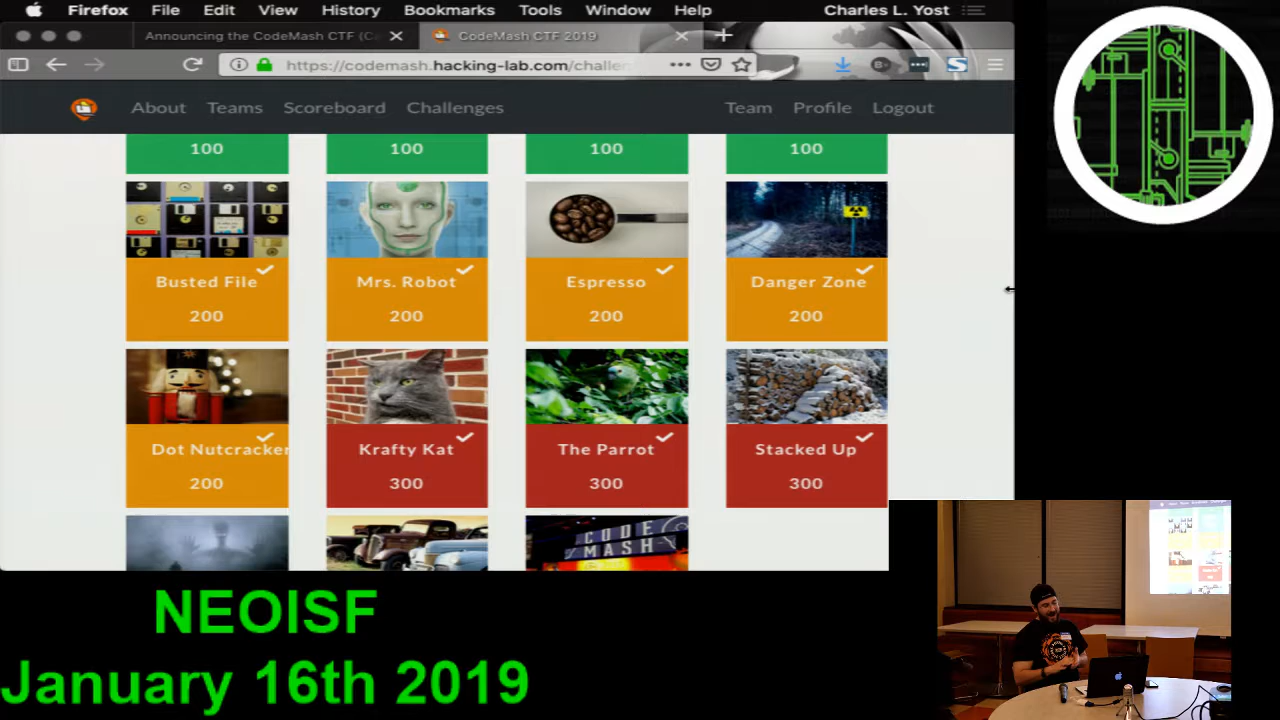 Firefox File Edit View History Bookmarks Tools Window Help Charles L. Yost
Announcing the CodeMash CTF (C
CodeMash CTF 2019
https://codemash.hacking-lab.com/challe
About Teams Scoreboard Challenges Team Profile Logout
100 100 100 100
Busted File Mrs. Robot Espresso Danger Zone
200 200 200 200
Dot Nutcracker Krafty Kat The Parrot Stacked Up
200 300 300 300
CODE
MASH
NEOISF
January 16th 2019